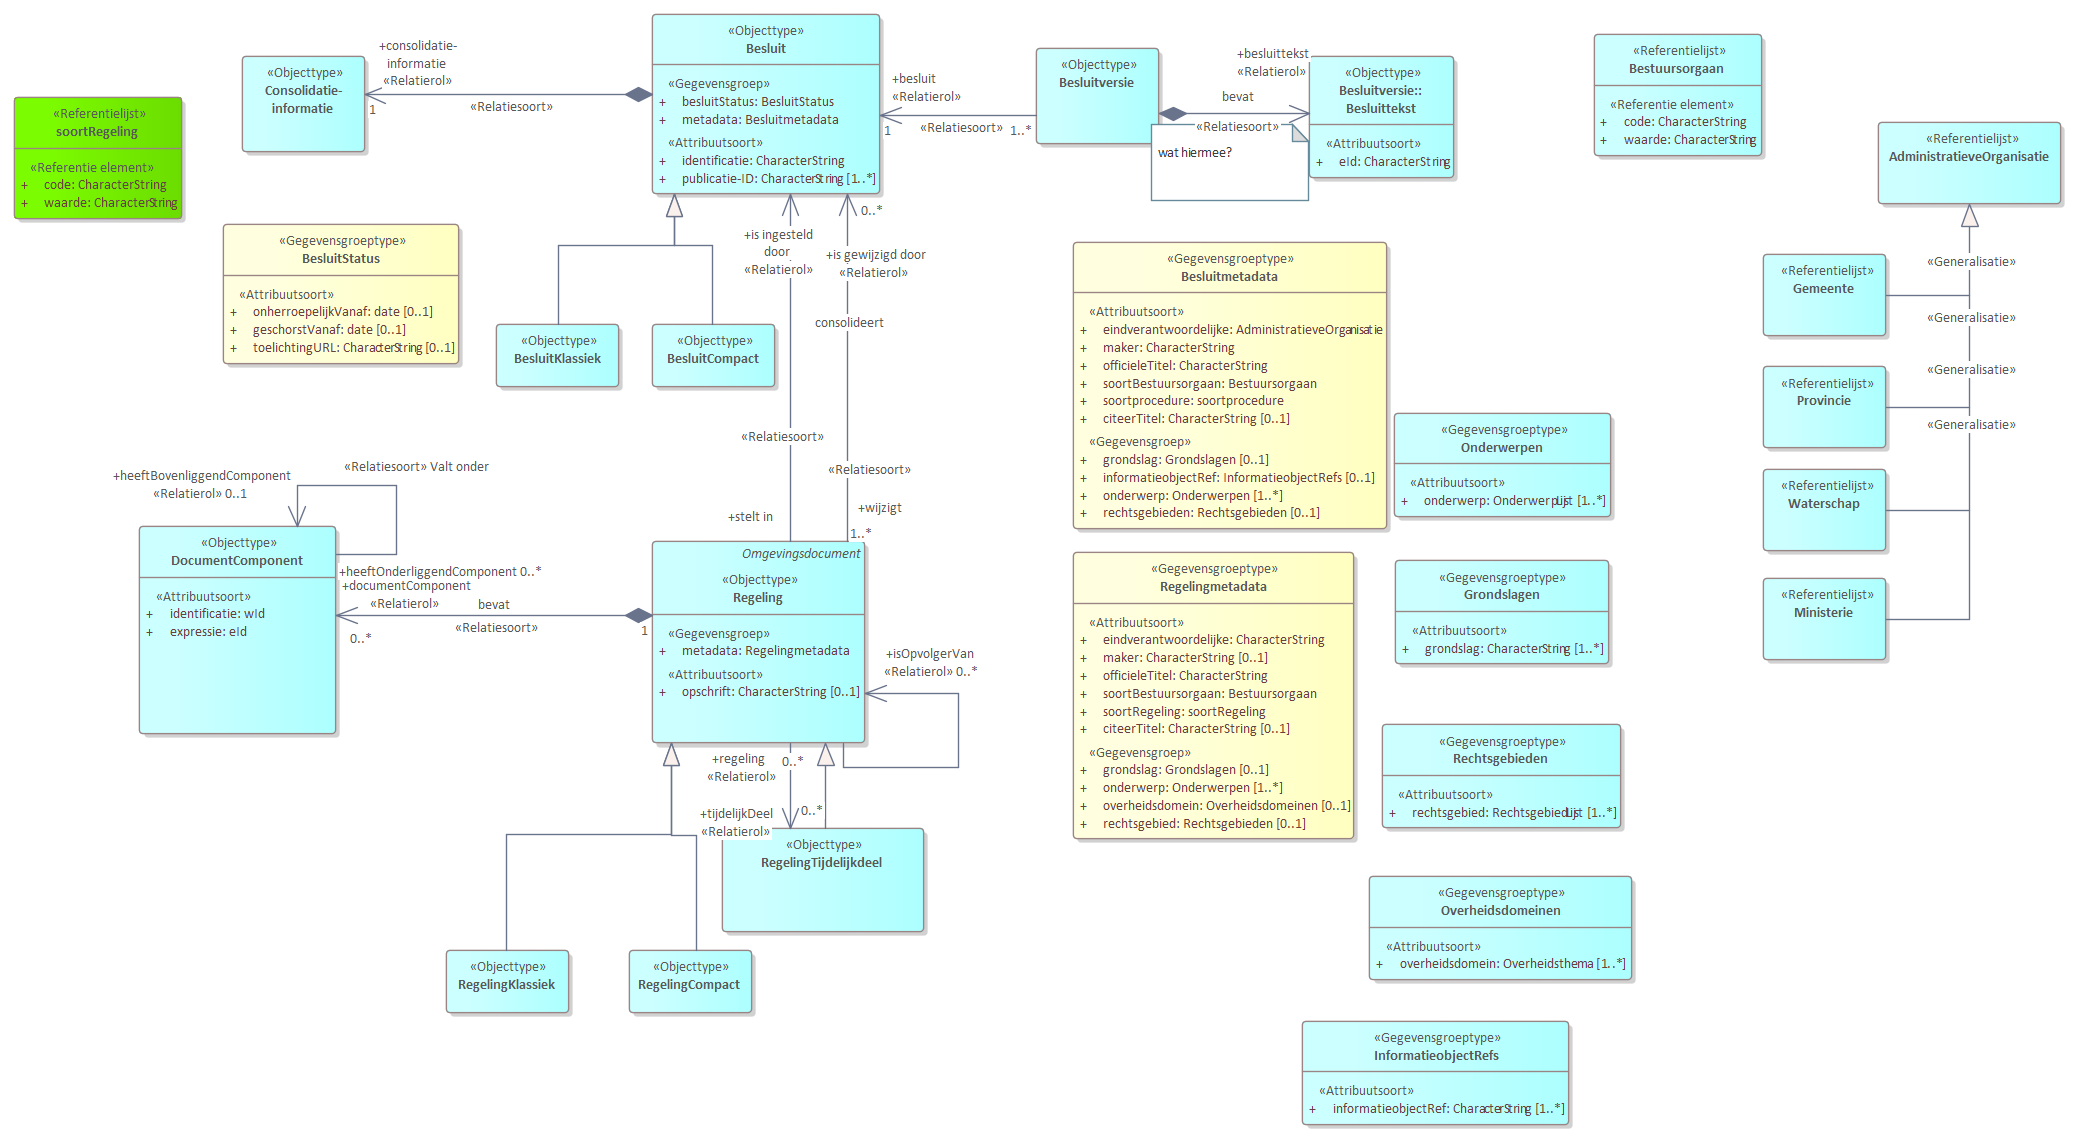 «Referentielijst»
soortRegeling
«Referentie element»
+ code: CharacterString
+ waarde: CharacterString
«Objecttype»
Consolidatie-
informatie
+consolidatie-
informatie
«Relatierol»
1
«Relatiesoort»
«Objecttype»
Besluit
«Gegevensgroep»
+ besluitStatus: BesluitStatus
+ metadata: Besluitmetadata
«Attribuutsoort»
+ identificatie: CharacterString
+ publicatie-ID: CharacterString [1..*]
+besluit
«Relatierol»
1
«Relatiesoort»
1..*
«Objecttype»
Besluitversie
+besluittekst
«Relatierol»
bevat
«Relatiesoort»
wat hiermee?
«Objecttype»
Besluitversie::
Besluittekst
«Attribuutsoort»
+ eId: CharacterString
«Referentielijst»
Bestuursorgaan
«Referentie element»
+ code: CharacterString
+ waarde: CharacterString
«Referentielijst»
AdministratieveOrganisatie
«Gegevensgroeptype»
BesluitStatus
«Attribuutsoort»
+ onherroepelijkVanaf: date [0..1]
+ geschorstVanaf: date [0..1]
+ toelichtingURL: CharacterString [0..1]
«Objecttype»
BesluitKlassiek
«Objecttype»
BesluitCompact
+is ingesteld
door
«Relatierol»
0..*
+is gewijzigd door
«Relatierol»
consolideert
«Relatiesoort»
«Relatiesoort»
+stelt in
+wijzigt
1..*
«Gegevensgroeptype»
Besluitmetadata
«Attribuutsoort»
+ eindverantwoordelijke: AdministratieveOrganisatie
+ maker: CharacterString
+ officieleTitel: CharacterString
+ soortBestuursorgaan: Bestuursorgaan
+ soortprocedure: soortprocedure
+ citeerTitel: CharacterString [0..1]
«Gegevensgroep»
+ grondslag: Grondslagen [0..1]
+ informatieobjectRef: InformatieobjectRefs [0..1]
+ onderwerp: Onderwerpen [1..*]
+ rechtsgebieden: Rechtsgebieden [0..1]
«Gegevensgroeptype»
Onderwerpen
«Attribuutsoort»
+ onderwerp: OnderwerpLijst [1..*]
«Referentielijst»
Gemeente
«Generalisatie»
«Generalisatie»
«Referentielijst»
Provincie
«Generalisatie»
«Generalisatie»
«Referentielijst»
Waterschap
«Referentielijst»
Ministerie
+heeftBovenliggendComponent
«Relatierol» 0..1
«Relatiesoort» Valt onder
«Objecttype»
DocumentComponent
«Attribuutsoort»
+ identificatie: wId
+ expressie: eId
+heeftOnderliggendComponent 0..*
+documentComponent
«Relatierol»
bevat
«Relatiesoort»
0..*
1
Omgevingsdocument
«Objecttype»
Regeling
«Gegevensgroep»
+ metadata: Regelingmetadata
«Attribuutsoort»
+ opschrift: CharacterString [0..1]
+isOpvolgerVan
«Relatierol» 0..*
+regeling
«Relatierol»
0..*
+tijdelijkDeel
«Relatierol»
0..*
«Objecttype»
RegelingTijdelijkdeel
«Objecttype»
RegelingKlassiek
«Objecttype»
RegelingCompact
«Gegevensgroeptype»
Regelingmetadata
«Attribuutsoort»
+ eindverantwoordelijke: CharacterString
+ maker: CharacterString [0..1]
+ officieleTitel: CharacterString
+ soortBestuursorgaan: Bestuursorgaan
+ soortRegeling: soortRegeling
+ citeerTitel: CharacterString [0..1]
«Gegevensgroep»
+ grondslag: Grondslagen [0..1]
+ onderwerp: Onderwerpen [1..*]
+ overheidsdomein: Overheidsdomeinen [0..1]
+ rechtsgebied: Rechtsgebieden [0..1]
«Gegevensgroeptype»
Grondslagen
«Attribuutsoort»
+ grondslag: CharacterString [1..*]
«Gegevensgroeptype»
Rechtsgebieden
«Attribuutsoort»
+ rechtsgebied: RechtsgebiedLijst [1..*]
«Gegevensgroeptype»
Overheidsdomeinen
«Attribuutsoort»
+ overheidsdomein: Overheidsthema [1..*]
«Gegevensgroeptype»
InformatieobjectRefs
«Attribuutsoort»
+ informatieobjectRef: CharacterString [1..*]